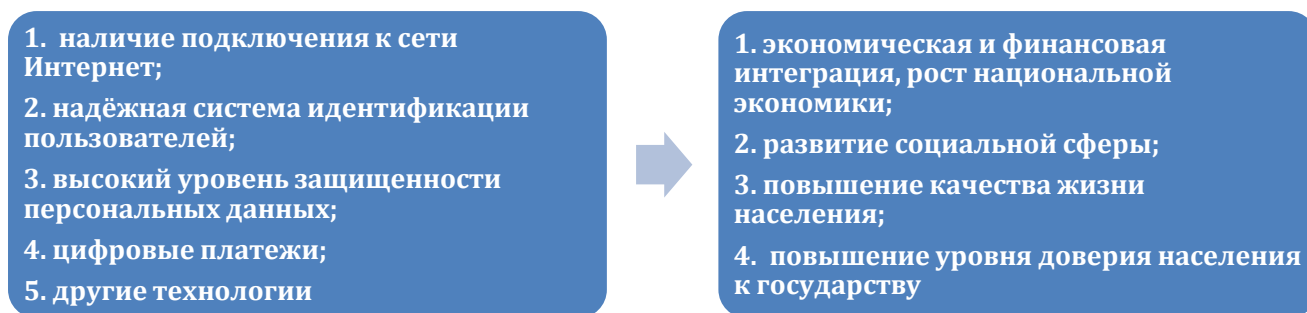 1. наличие подключения к сети
Интернет;
2. надёжная система идентификации
пользователей;
3. высокий уровень защищенности
персональных данных;
4. цифровые платежи;
5. другие технологии
1. экономическая и финансовая
интеграция, рост национальной
экономики;
2. развитие социальной сферы;
3. повышение качества жизни
населения;
4. повышение уровня доверия населения
к государству